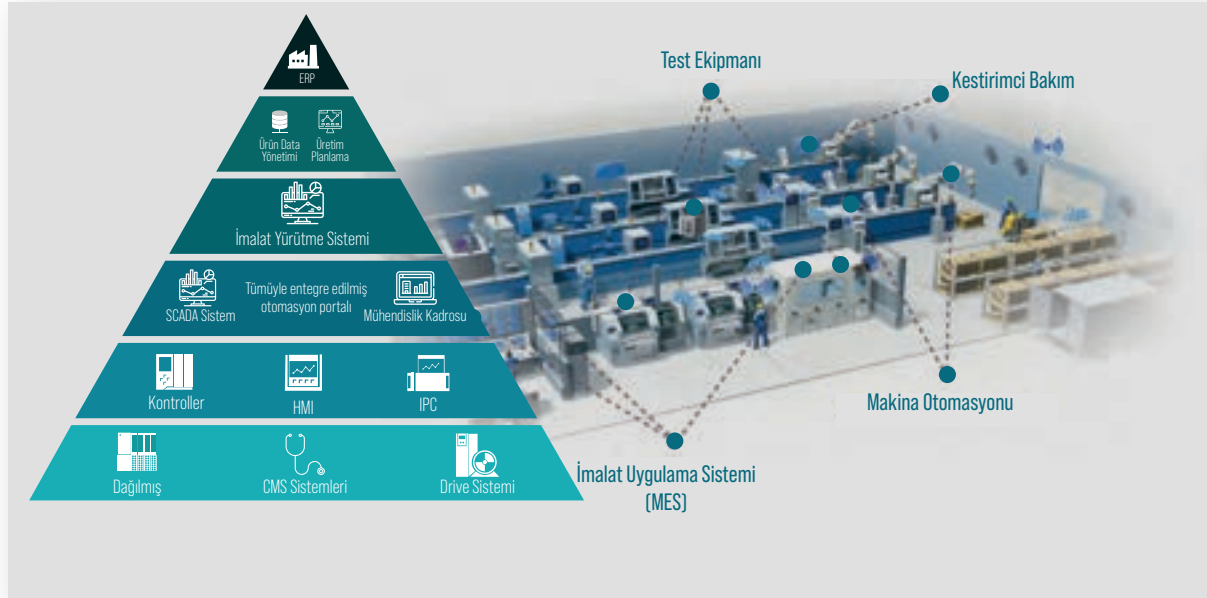 ERP
Ürün Data
Yönetimi
Üretim
Planlama
İmalat Yürütme Sistemi
SCADA Sistem
Tümüyle entegre edilmiş
otomasyon portalı
Mühendislik Kadrosu
Kontroller
HMI
IPC
Dağılmış
CMS Sistemleri
Drive Sistemi
Test Ekipmanı
Kestirimci Bakım
Makina Otomasyonu
İmalat Uygulama Sistemi
(MES)